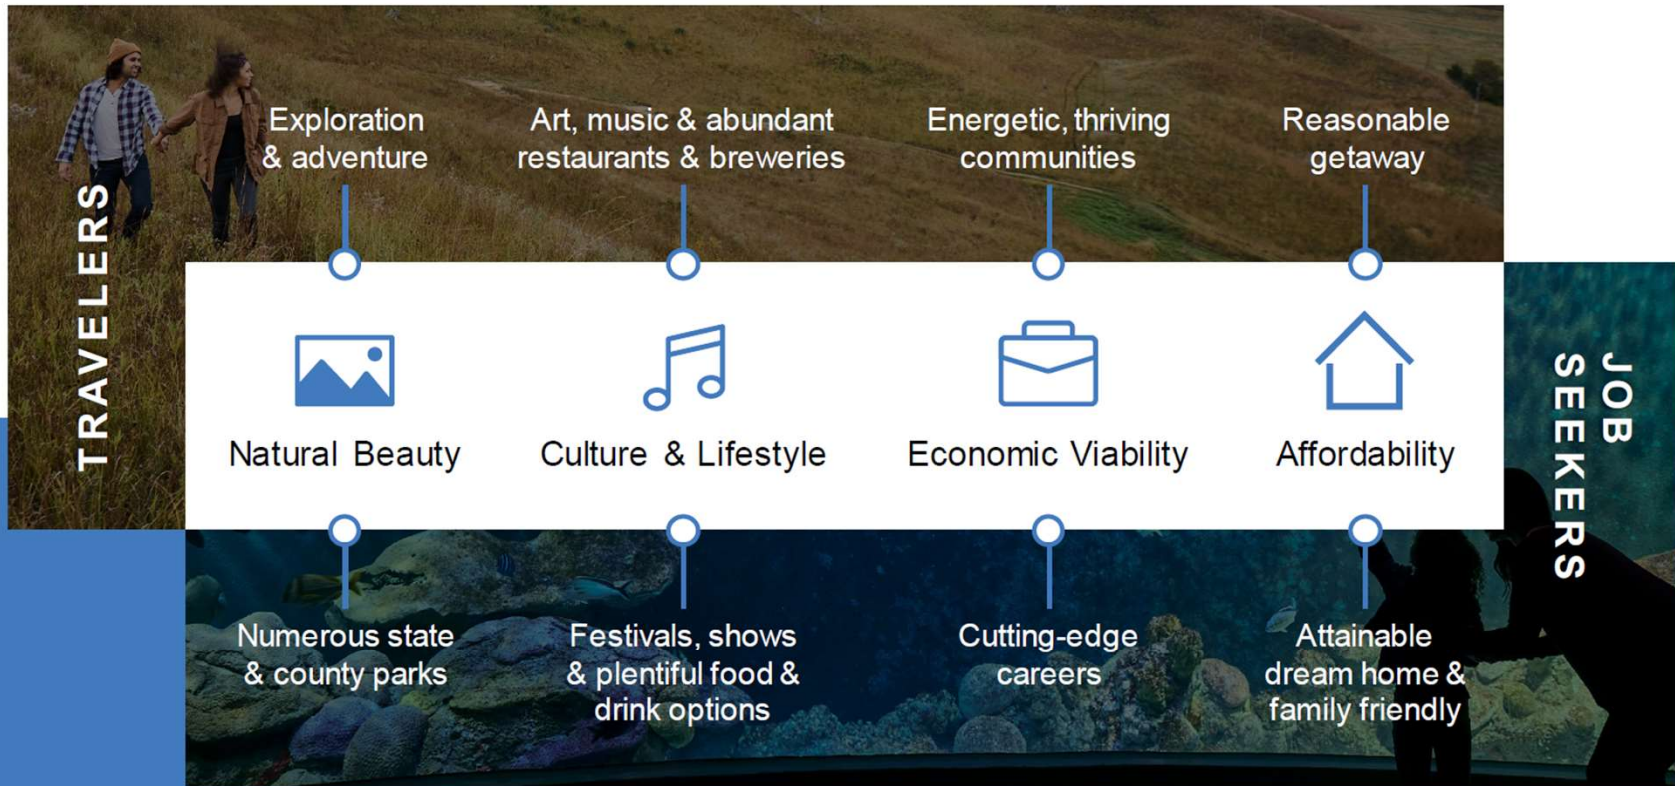 TRAVELERS
Exploration
& adventure
Art, music & abundant
restaurants & breweries
Energetic, thriving
communities
Reasonable
getaway
Natural Beauty
Culture & Lifestyle
Economic Viability
Affordability
JOB
SEEKERS
Numerous state
& county parks
Festivals, shows
& plentiful food &
drink options
Cutting-edge
careers
Attainable
dream home &
family friendly